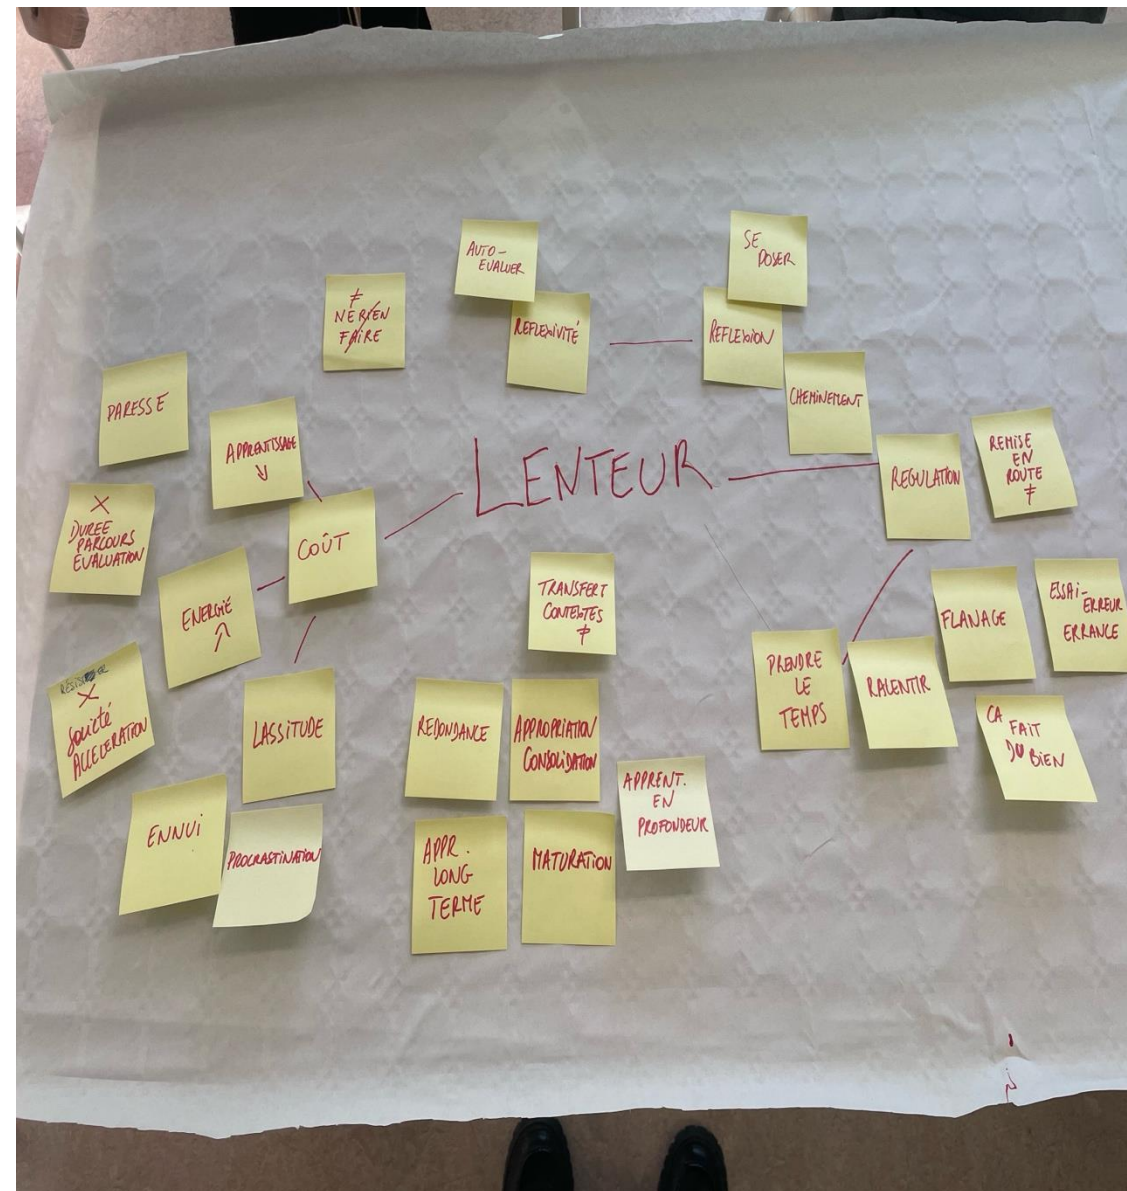 AUTO-
EVALUER
SE
POSER
≠
NE RIEN
FAIRE
REFLEXIVITÉ
REFLEXION
CHEMINEMENT
PARESSE
APPRENTISSAGE
↓
LENTEUR
REGULATION
REMISE
EN
ROUTE
≠
X
DUREE
PARCOURS
EVALUATION
COÛT
ENERGIE
↑
TRANSFERT
CONTEXTES
≠
FLANAGE
ESSAI-
ERREUR
ERRANCE
PRENDRE
LE
TEMPS
RALENTIR
X
Société
ACCELERATION
LASSITUDE
REDONDANCE
APPROPRIATION
CONSOLIDATION
CA
FAIT
DU BIEN
APPRENT.
EN
PROFONDEUR
ENNUI
PROCRASTINATION
APPR.
LONG
TERME
MATURATION